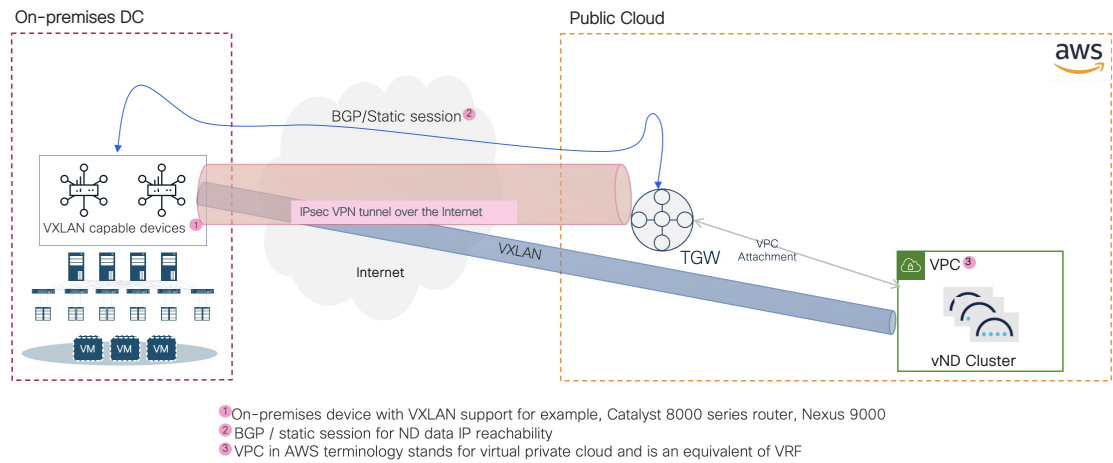 On-premises DC
Public Cloud
aws
BGP/Static session 2
VXLAN capable devices 1
IPsec VPN tunnel over the Internet
VXLAN
Internet
TGW
VPC
Attachment
VPC 3
vND Cluster
VM VM VM
1 On-premises device with VXLAN support for example, Catalyst 8000 series router, Nexus 9000
2 BGP / static session for ND data IP reachability
3 VPC in AWS terminology stands for virtual private cloud and is an equivalent of VRF